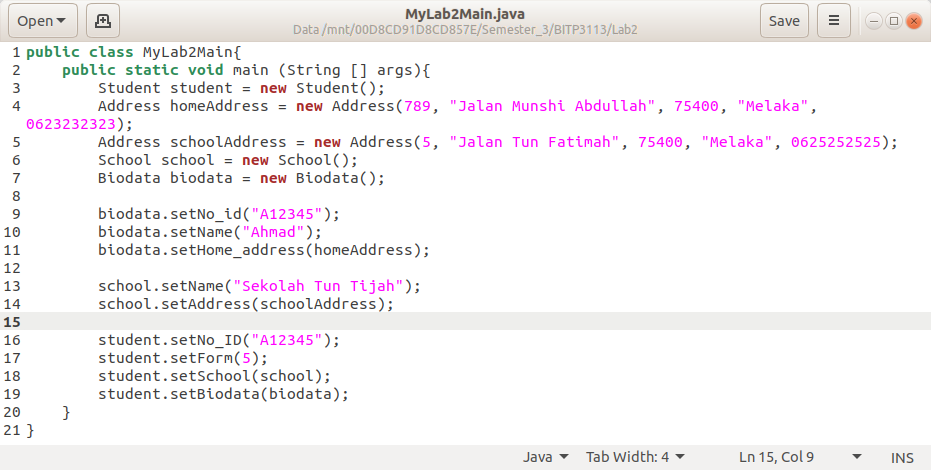 Open
MyLab2Main.java
Data /mnt/00D8CD91D8CD857E/Semester_3/BITP3113/Lab2
Save
1 public class MyLab2Main{
2     public static void main (String [] args){
3         Student student = new Student();
4         Address homeAddress = new Address(789, "Jalan Munshi Abdullah", 75400, "Melaka",
0623232323);
5         Address schoolAddress = new Address(5, "Jalan Tun Fatimah", 75400, "Melaka", 0625252525);
6         School school = new School();
7         Biodata biodata = new Biodata();
8
9         biodata.setNo_id("A12345");
10         biodata.setName("Ahmad");
11         biodata.setHome_address(homeAddress);
12
13         school.setName("Sekolah Tun Tijah");
14         school.setAddress(schoolAddress);
15
16         student.setNo_ID("A12345");
17         student.setForm(5);
18         student.setSchool(school);
19         student.setBiodata(biodata);
20     }
21 }
Java Tab Width: 4 Ln 15, Col 9 INS